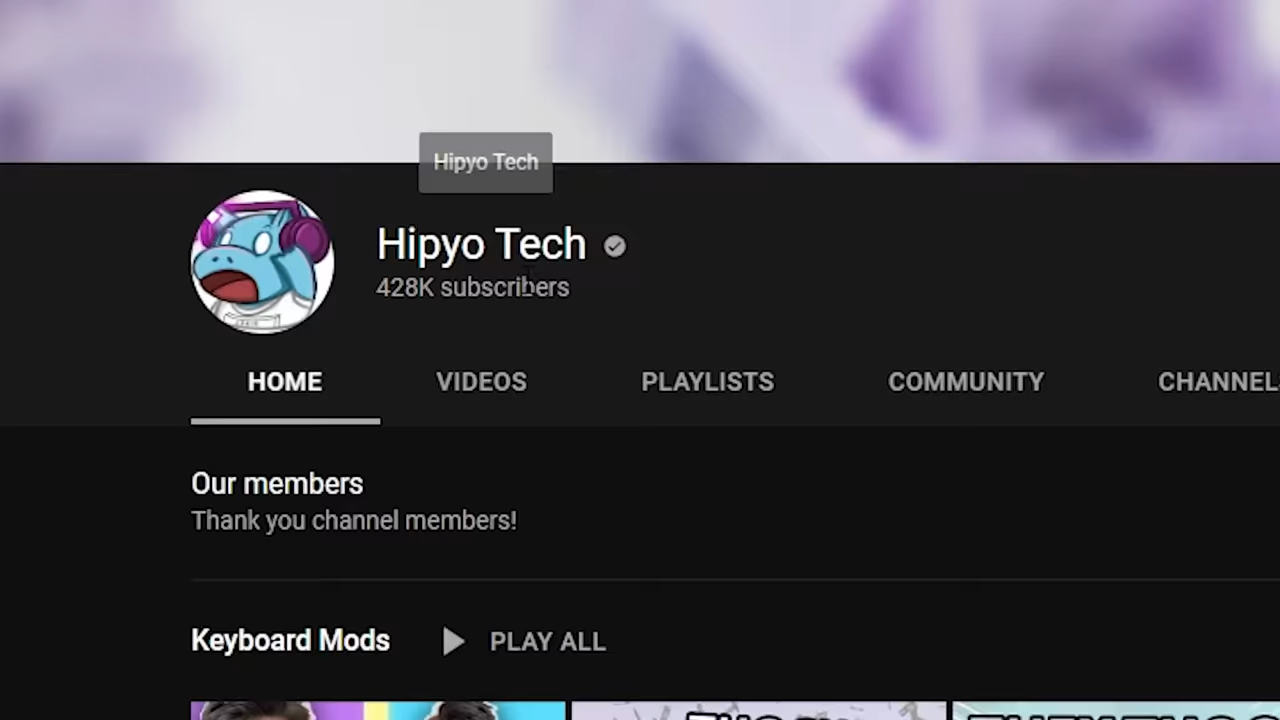 Hipyo Tech
Hipyo Tech
428K subscribers
HOME VIDEOS PLAYLISTS COMMUNITY CHANNEL
Our members
Thank you channel members!
Keyboard Mods PLAY ALL